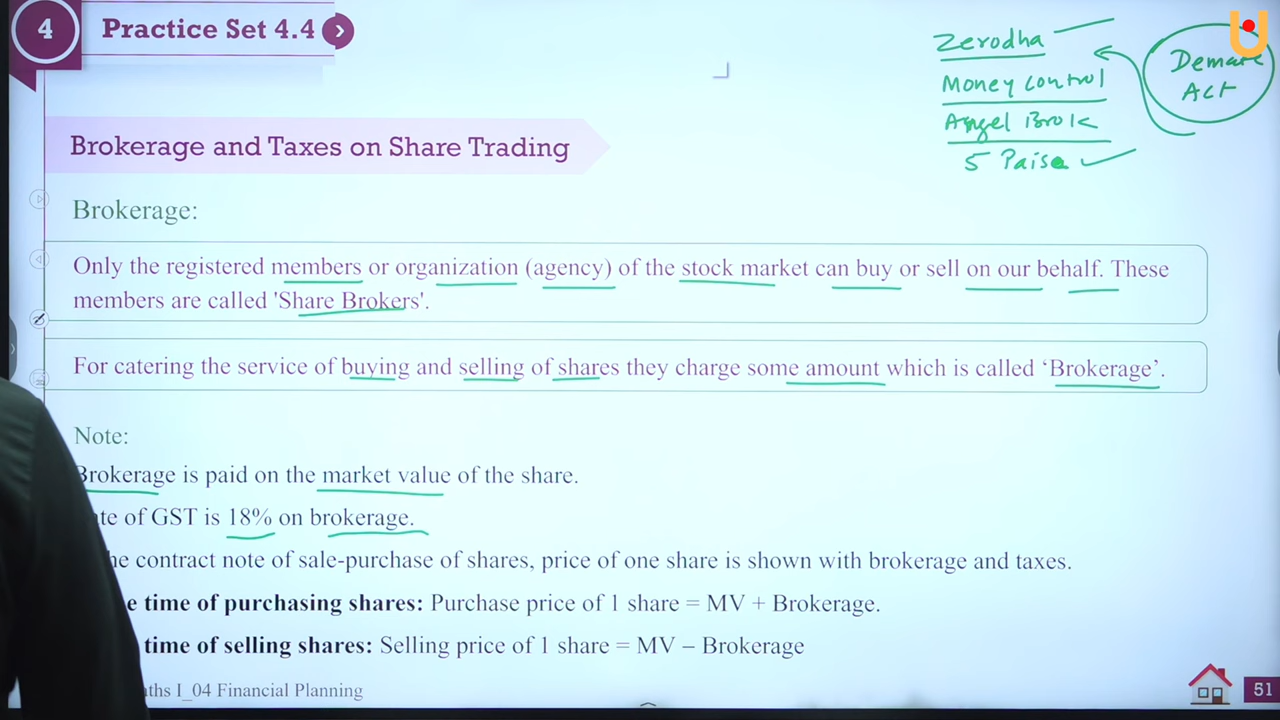 4
Practice Set 4.4
Zerodha
Money Control
Angel Brok
5 Paisa
Demat
Act
Brokerage and Taxes on Share Trading
Brokerage:
Only the registered members or organization (agency) of the stock market can buy or sell on our behalf. These
members are called 'Share Brokers'.
For catering the service of buying and selling of shares they charge some amount which is called ‘Brokerage’.
Note:
Brokerage is paid on the market value of the share.
of GST is 18% on brokerage.
contract note of sale-purchase of shares, price of one share is shown with brokerage and taxes.
time of purchasing shares: Purchase price of 1 share = MV + Brokerage.
time of selling shares: Selling price of 1 share = MV − Brokerage
I_04 Financial Planning
51